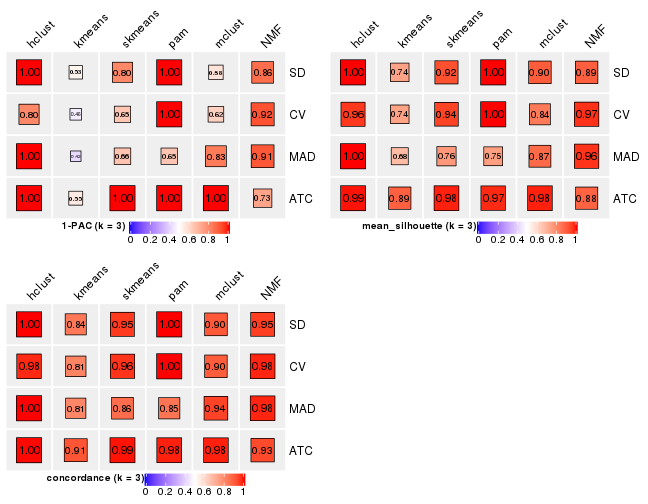 hclust kmeans skmeans pam mclust NMF
1.00 0.53 0.80 1.00 0.58 0.86 SD
0.80 0.65 1.00 0.62 0.92 CV
1.00 0.66 0.65 0.83 0.91 MAD
1.00 0.55 1.00 1.00 1.00 0.73 ATC
1-PAC (k = 3)
0 0.2 0.4 0.6 0.8 1
hclust kmeans skmeans pam mclust NMF
1.00 0.74 0.92 1.00 0.90 0.89 SD
0.96 0.74 0.94 1.00 0.84 0.97 CV
1.00 0.68 0.76 0.75 0.87 0.96 MAD
0.99 0.89 0.98 0.97 0.98 0.88 ATC
mean_silhouette (k = 3)
0 0.2 0.4 0.6 0.8 1
hclust kmeans skmeans pam mclust NMF
1.00 0.84 0.95 1.00 0.90 0.95 SD
0.98 0.81 0.96 1.00 0.90 0.98 CV
1.00 0.81 0.86 0.85 0.94 0.98 MAD
1.00 0.91 0.99 0.98 0.98 0.93 ATC
concordance (k = 3)
0 0.2 0.4 0.6 0.8 1